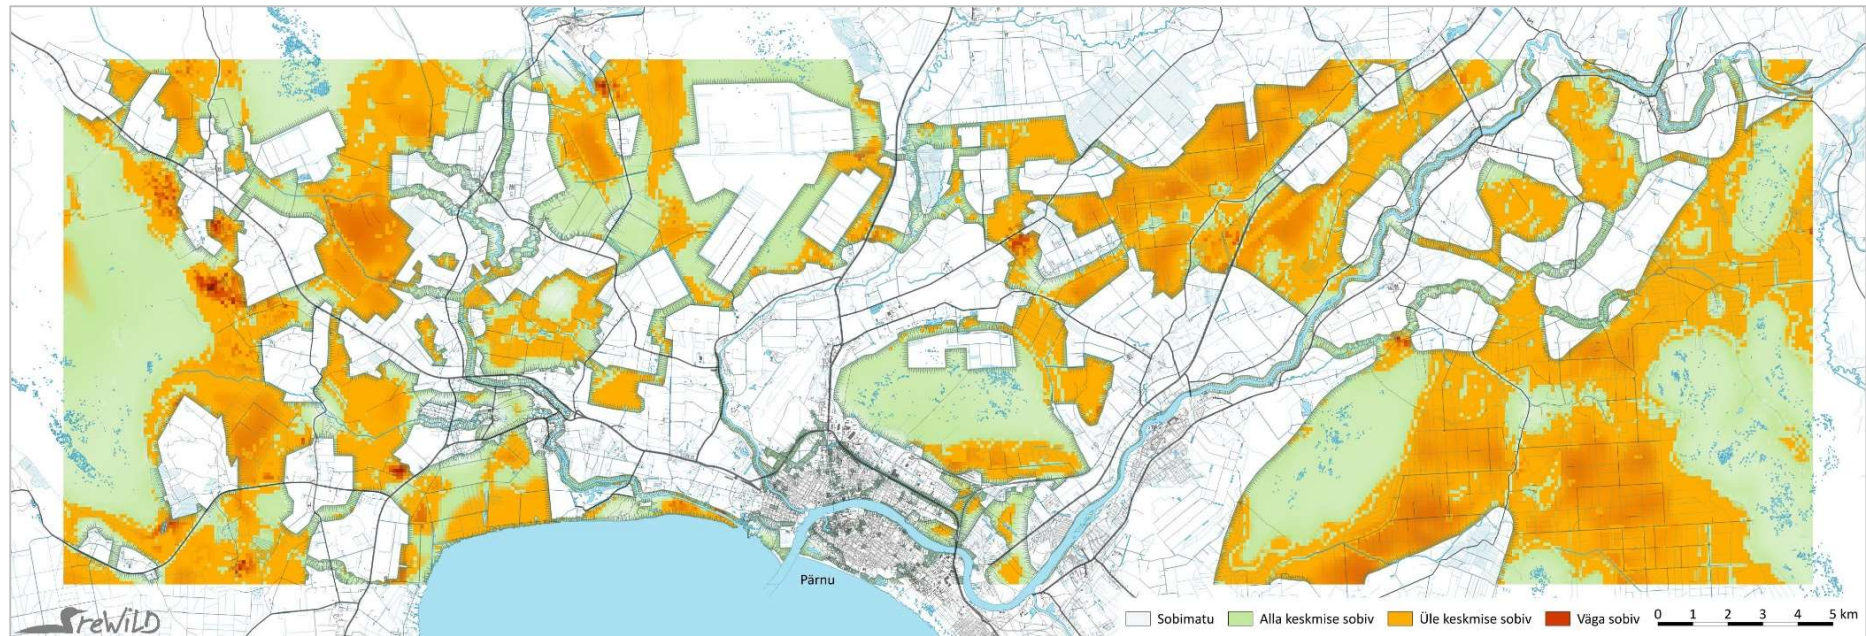 Pärnu
reWiLD
Sobimatu
Alla keskmise sobiv
Üle keskmise sobiv
Väga sobiv
0 1 2 3 4 5 km